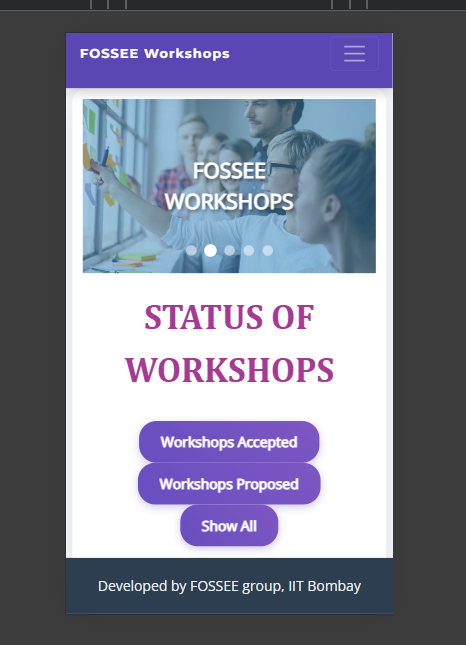 FOSSEE Workshops
FOSSEE
WORKSHOPS
STATUS OF
WORKSHOPS
Workshops Accepted
Workshops Proposed
Show All
Developed by FOSSEE group, IIT Bombay